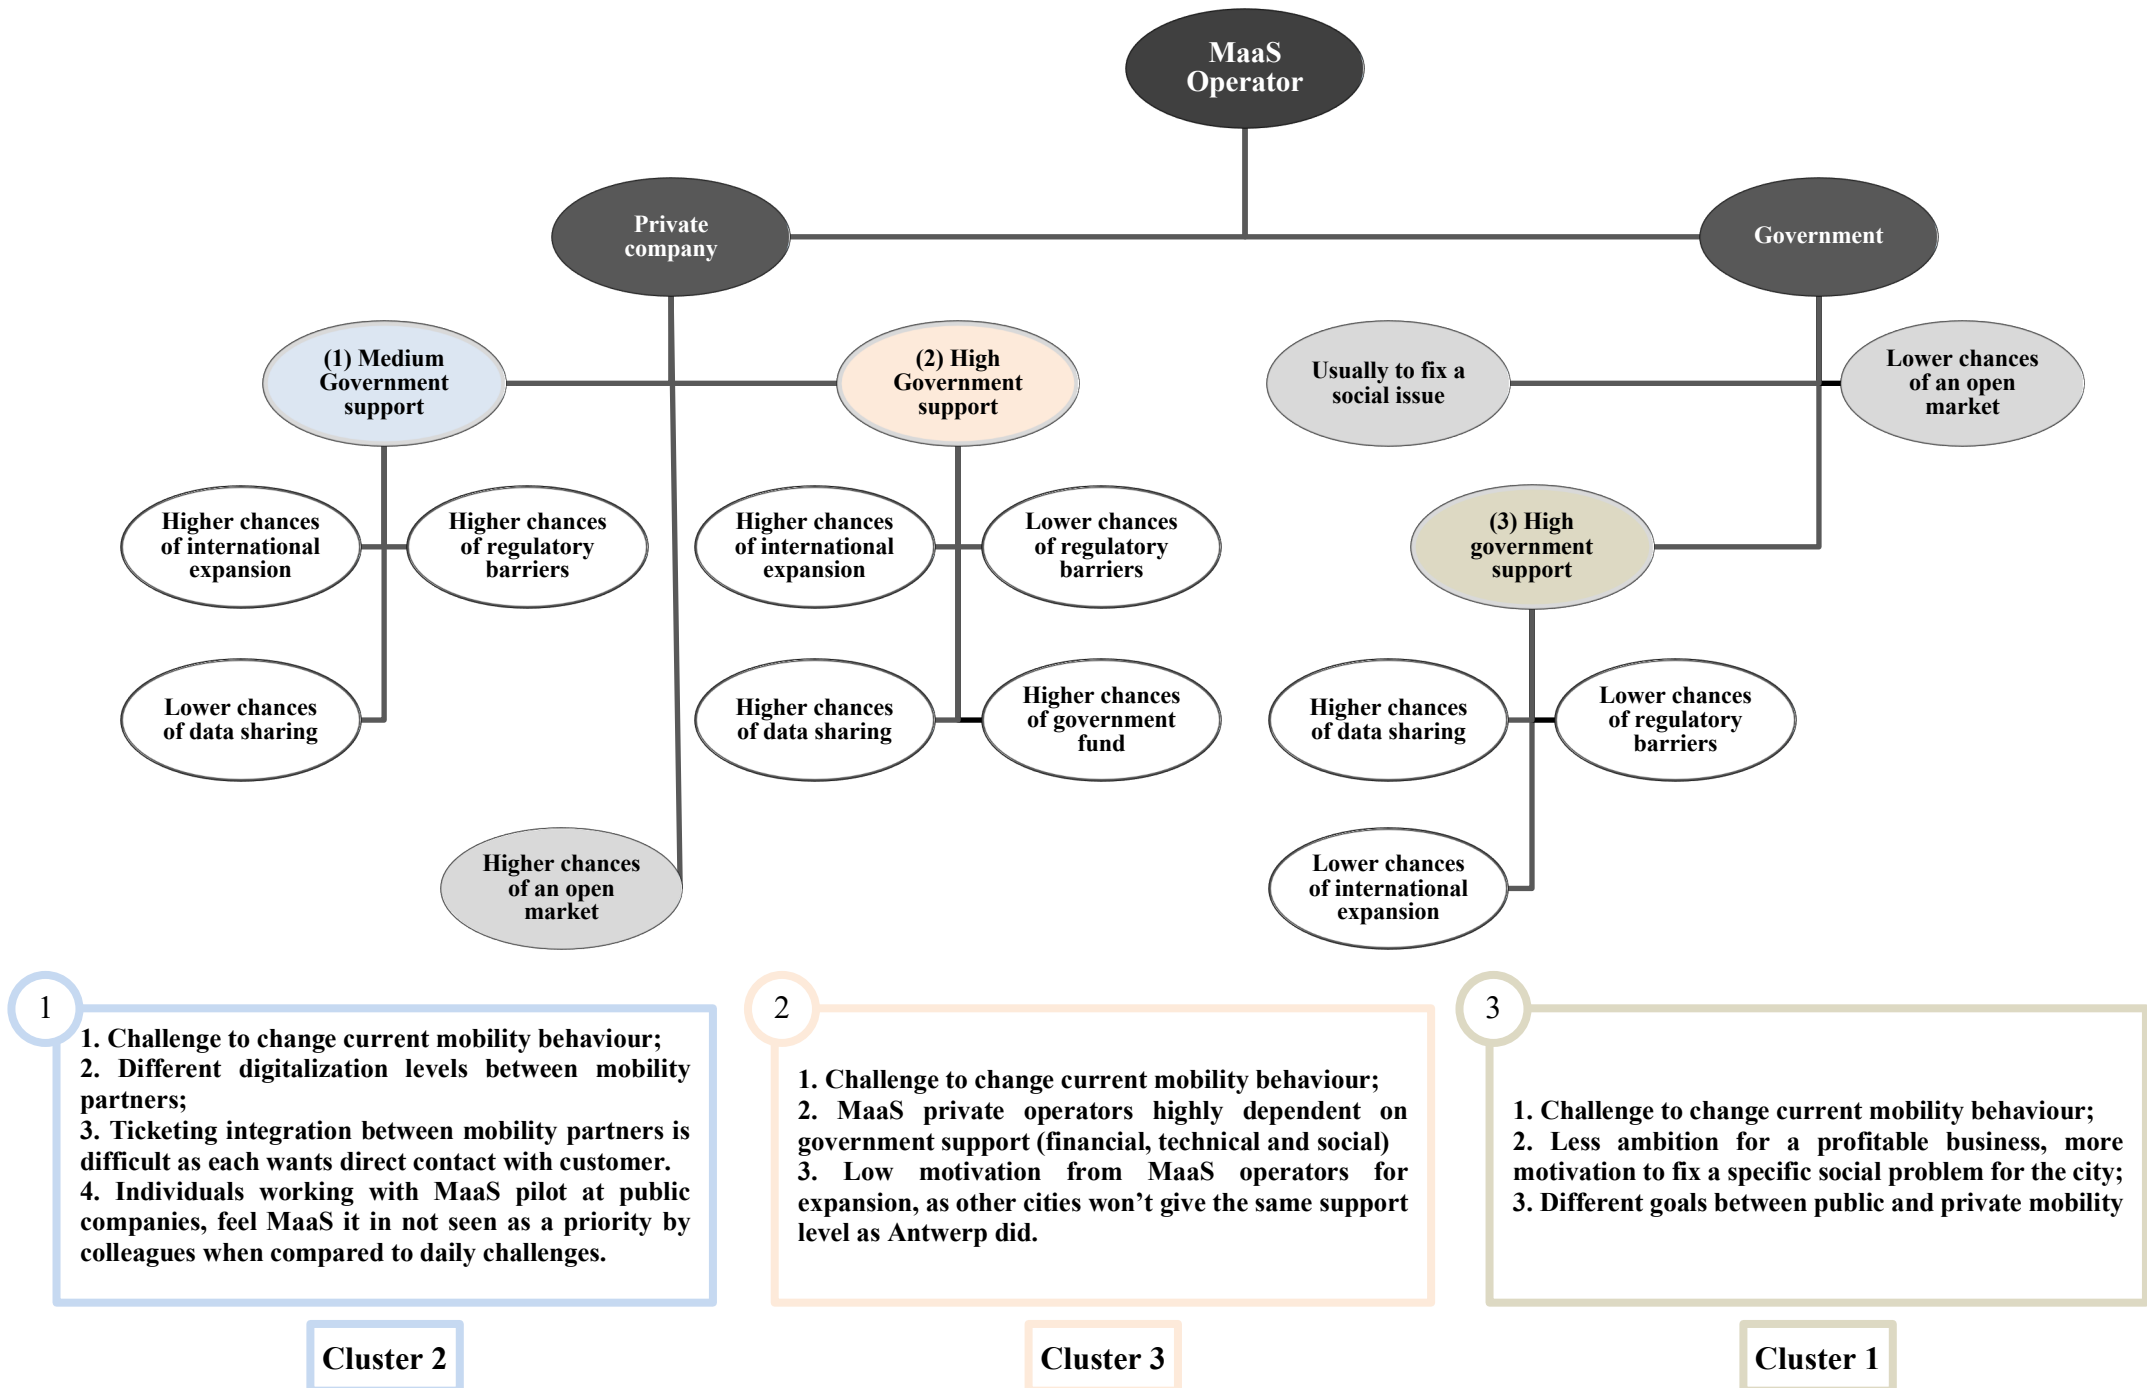 MaaS
Operator
Private
company
Government
(1) Medium
Government
support
(2) High
Government
support
Usually to fix a
social issue
Lower chances
of an open
market
Higher chances
of international
expansion
Higher chances
of regulatory
barriers
Higher chances
of international
expansion
Lower chances
of regulatory
barriers
(3) High
government
support
Lower chances
of data sharing
Higher chances
of data sharing
Higher chances
of government
fund
Higher chances
of data sharing
Lower chances
of regulatory
barriers
Higher chances
of an open
market
Lower chances
of international
expansion
1
1. Challenge to change current mobility behaviour;
2. Different digitalization levels between mobility
partners;
3. Ticketing integration between mobility partners is
difficult as each wants direct contact with customer.
4. Individuals working with MaaS pilot at public
companies, feel MaaS it in not seen as a priority by
colleagues when compared to daily challenges.
2
1. Challenge to change current mobility behaviour;
2. MaaS private operators highly dependent on
government support (financial, technical and social)
3. Low motivation from MaaS operators for
expansion, as other cities won’t give the same support
level as Antwerp did.
3
1. Challenge to change current mobility behaviour;
2. Less ambition for a profitable business, more
motivation to fix a specific social problem for the city;
3. Different goals between public and private mobility
Cluster 2
Cluster 3
Cluster 1